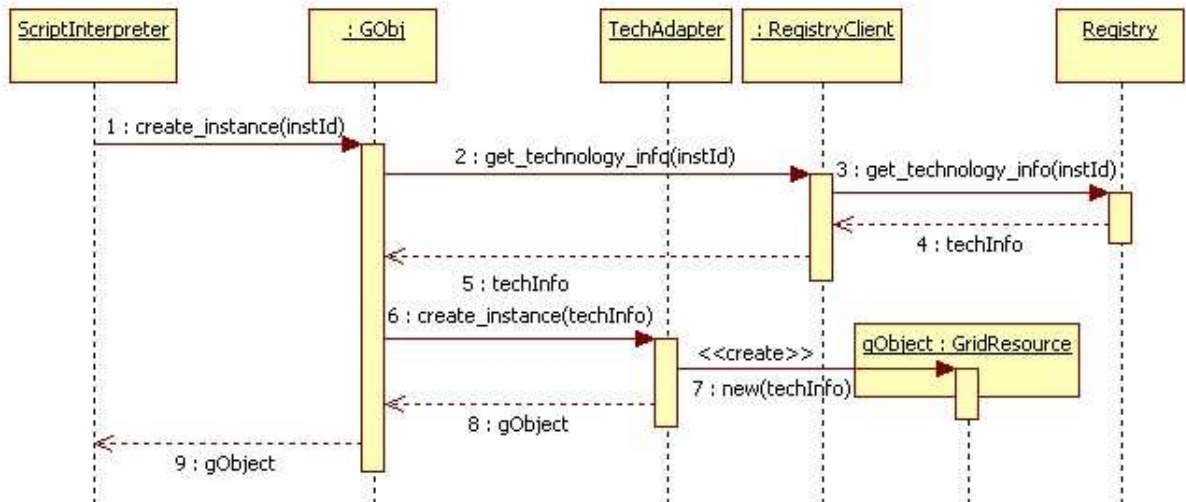 ScriptInterpreter
: GObj
TechAdapter
: RegistryClient
Registry
1 : create_instance(instId)
2 : get_technology_info(instId)
3 : get_technology_info(instId)
4 : techInfo
5 : techInfo
6 : create_instance(techInfo)
gObject : GridResource
<<create>>
7 : new(techInfo)
8 : gObject
9 : gObject